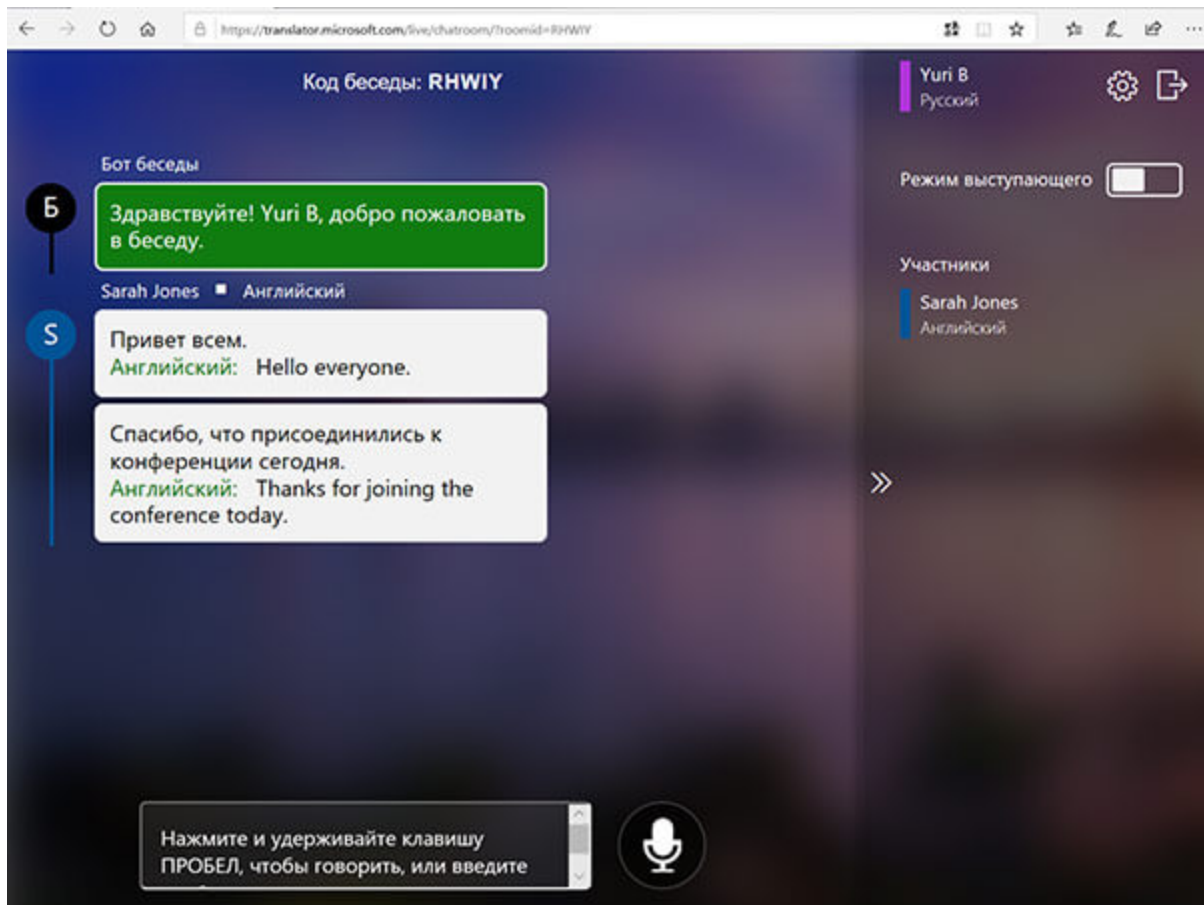 https://translator.microsoft.com/live/chatroom/?roomid=RHWIY
Код беседы: RHWIY
Бот беседы
Б
Здравствуйте! Yuri B, добро пожаловать
в беседу.
Sarah Jones ▪ Английский
S
Привет всем.
Английский: Hello everyone.
Спасибо, что присоединились к
конференции сегодня.
Английский: Thanks for joining the
conference today.
Нажмите и удерживайте клавишу
ПРОБЕЛ, чтобы говорить, или введите
Yuri B
Русский
Режим выступающего
Участники
Sarah Jones
Английский